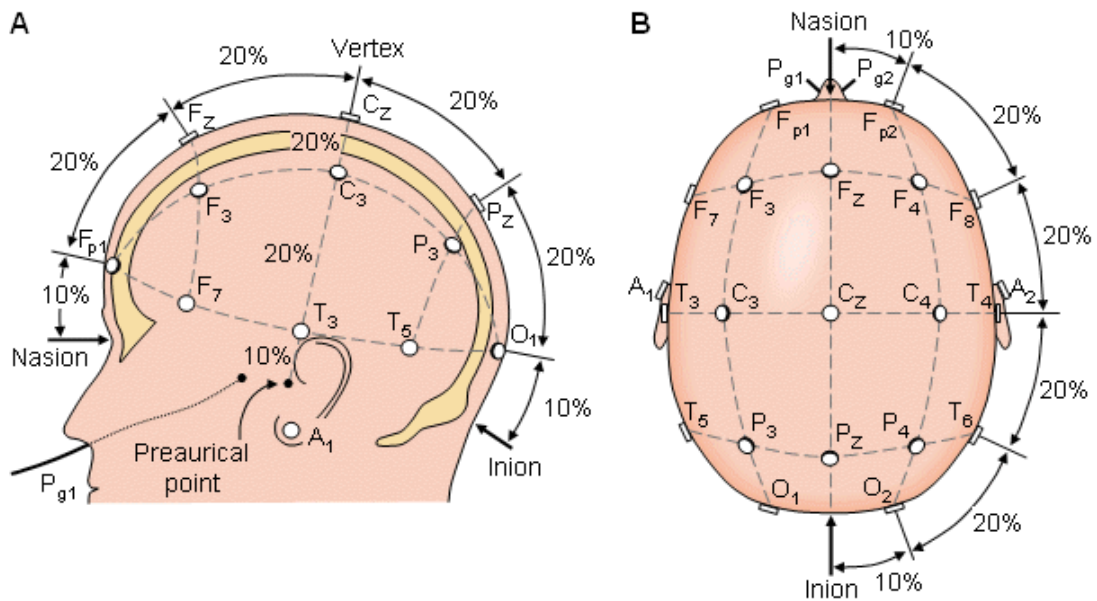 A
20%
Vertex
20%
FZ
CZ
20%
20%
20%
F3
C3
PZ
Fp1
20%
P3
20%
10%
F7
T3
T5
O1
Nasion
10%
10%
A1
Preaurical
point
Inion
Pg1
B
Nasion
10%
Pg1
Pg2
Fp1
Fp2
20%
F7
F3
FZ
F4
F8
20%
A1
T3
C3
CZ
C4
T4
A2
20%
T5
P3
PZ
P4
T6
O1
O2
20%
Inion
10%